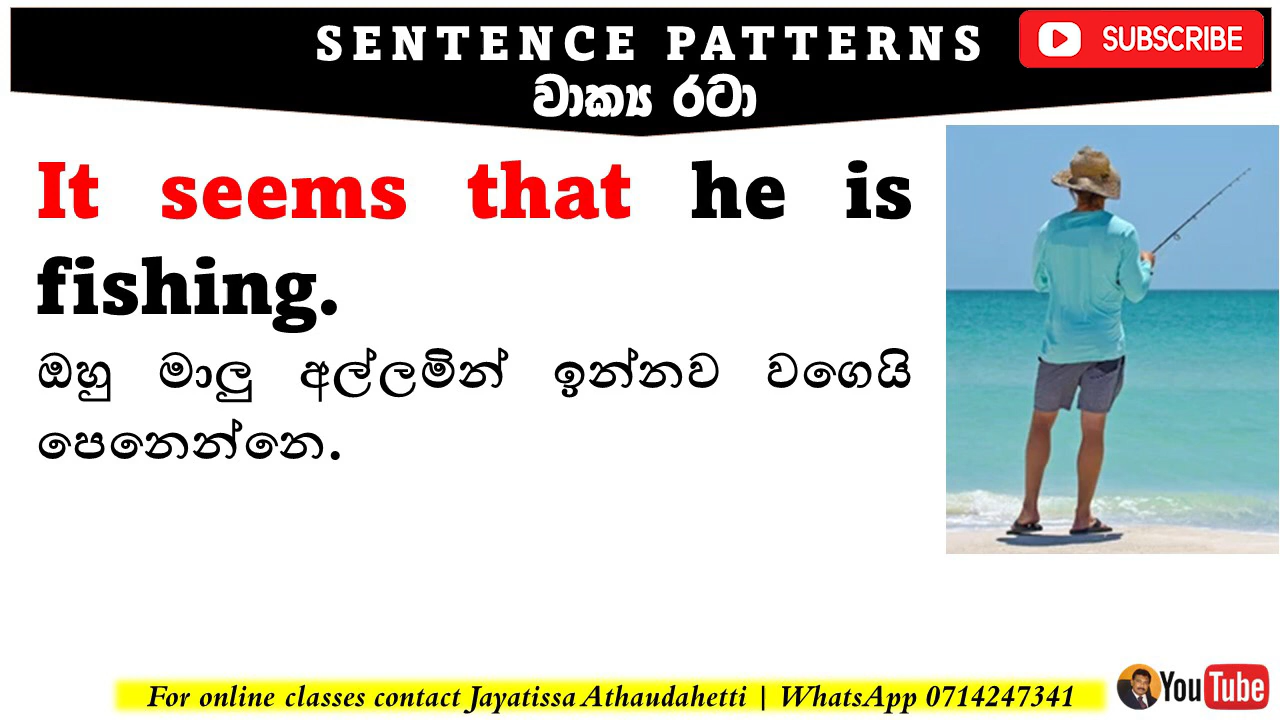 SENTENCE PATTERNS
SUBSCRIBE
වාක්‍ය රටා
It seems that he is
fishing.
ඔහු මාලු අල්ලමින් ඉන්නව වගෙයි
පෙනෙන්නෙ.
For online classes contact Jayatissa Athaudahetti | WhatsApp 0714247341
YouTube